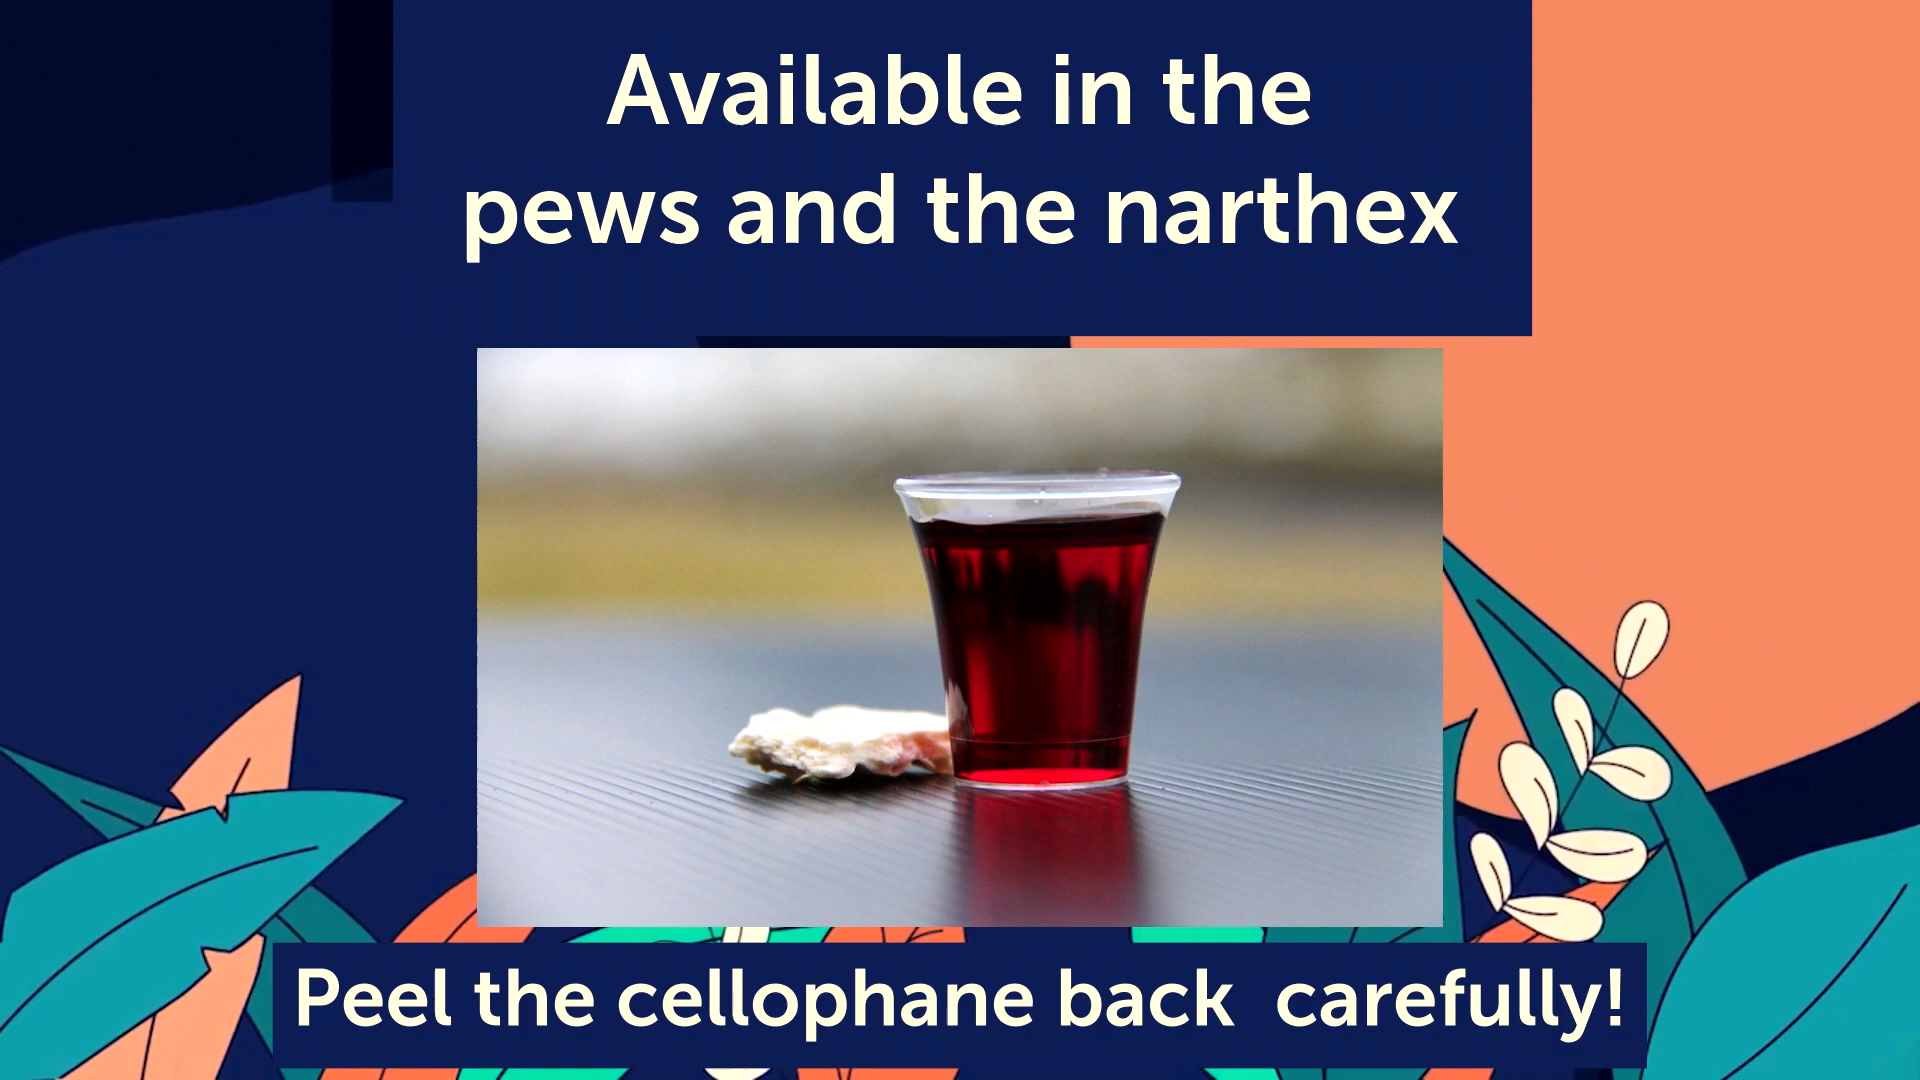 Available in the
pews and the narthex
Peel the cellophane back  carefully!